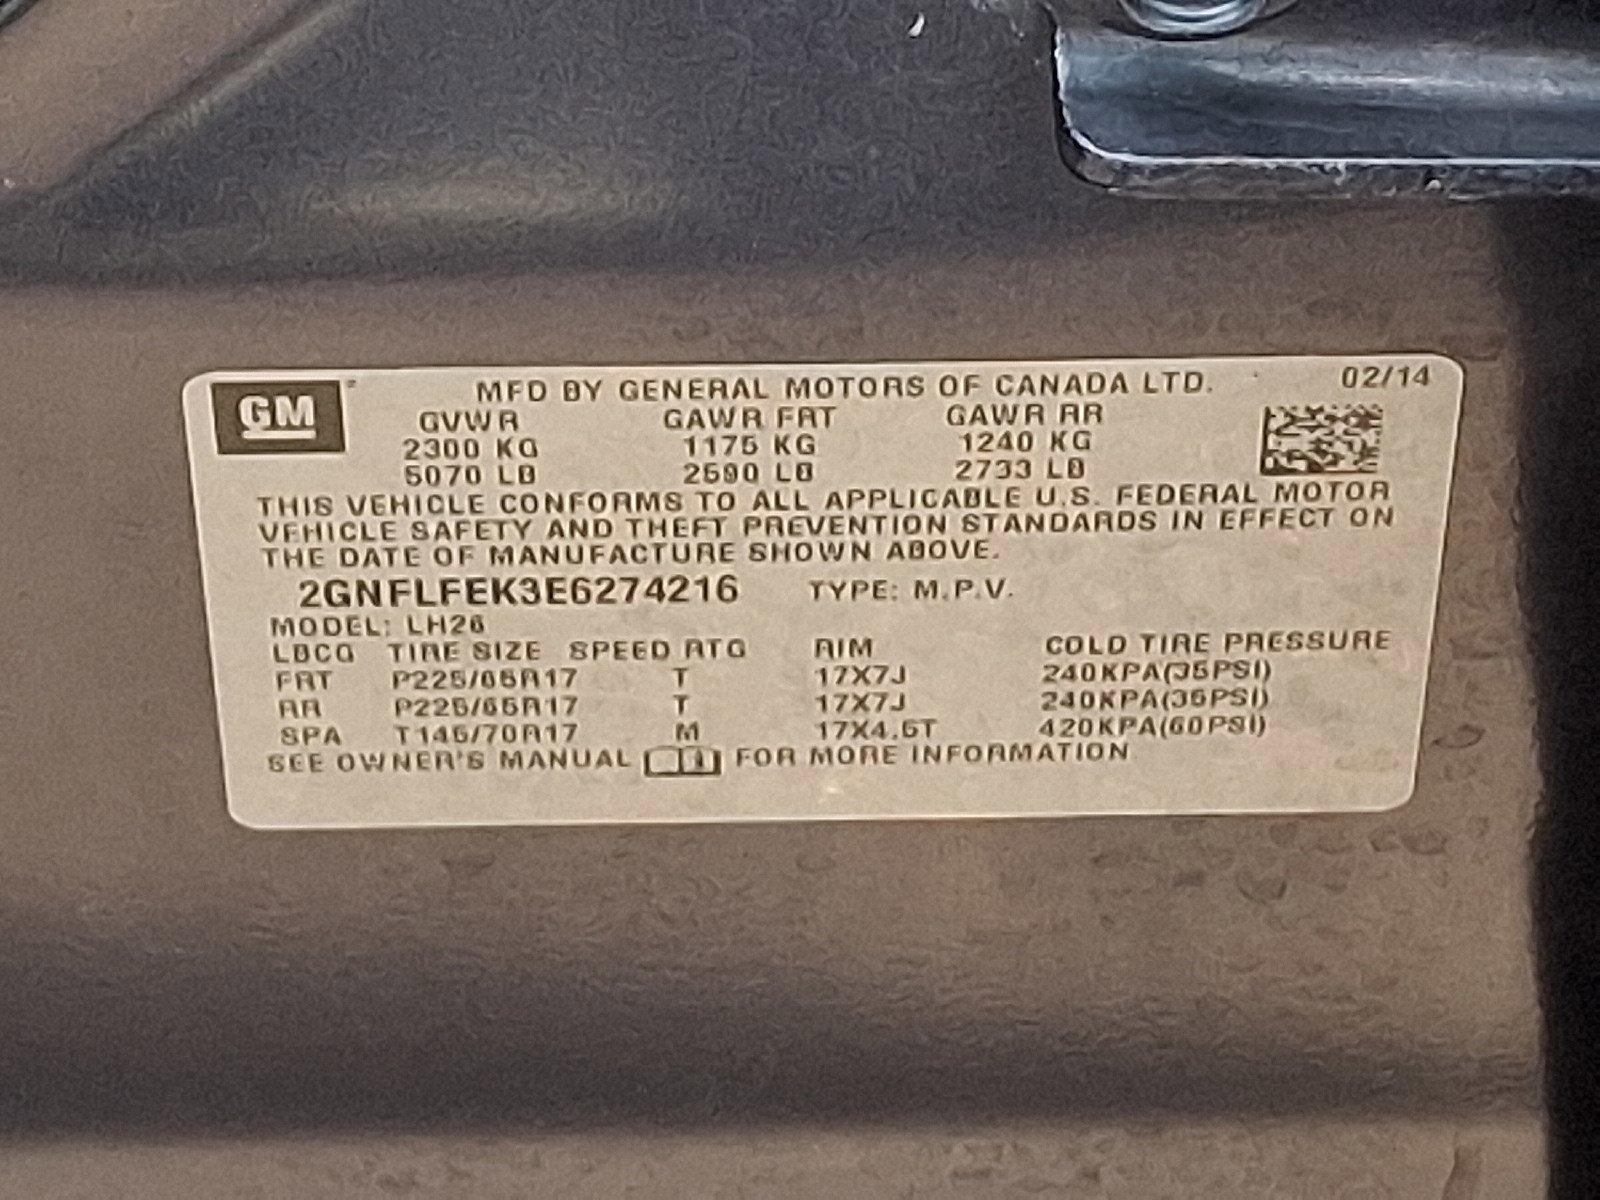 GM MFD BY GENERAL MOTORS OF CANADA LTD. 02/14
GVWR GAWR FRT GAWR RR
2300 KG 1175 KG 1240 KG
5070 LB 2590 LB 2733 LB
THIS VEHICLE CONFORMS TO ALL APPLICABLE U.S. FEDERAL MOTOR
VEHICLE SAFETY AND THEFT PREVENTION STANDARDS IN EFFECT ON
THE DATE OF MANUFACTURE SHOWN ABOVE.
2GNFLFEK3E6274216 TYPE: M.P.V.
MODEL: LH26
LBCG TIRE SIZE SPEED RTG RIM COLD TIRE PRESSURE
FRT P225/65R17 T 17X7J 240KPA(35PSI)
RR P225/65R17 T 17X7J 240KPA(35PSI)
SPA T145/70R17 M 17X4.5T 420KPA(60PSI)
SEE OWNER'S MANUAL FOR MORE INFORMATION